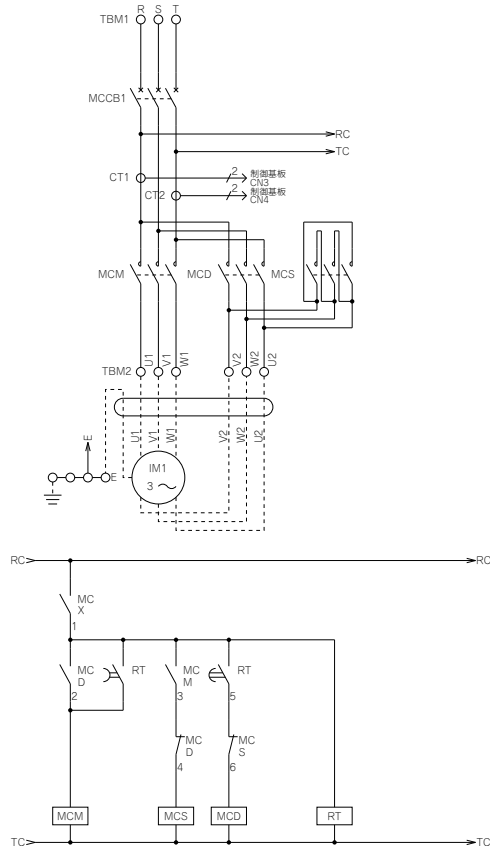 R S T
TBM1
MCCB1
RC
TC
CT1
2
制御基板
CN3
CT2
2
制御基板
CN4
MCM
MCD
MCS
TBM2
U1
V1
W1
V2
W2
U2
U1
V1
W1
V2
W2
U2
E
E
IM1
3
RC
RC
MC
X
1
MC
D
2
RT
MC
M
3
RT
5
MC
D
4
MC
S
6
MCM
MCS
MCD
RT
TC
TC